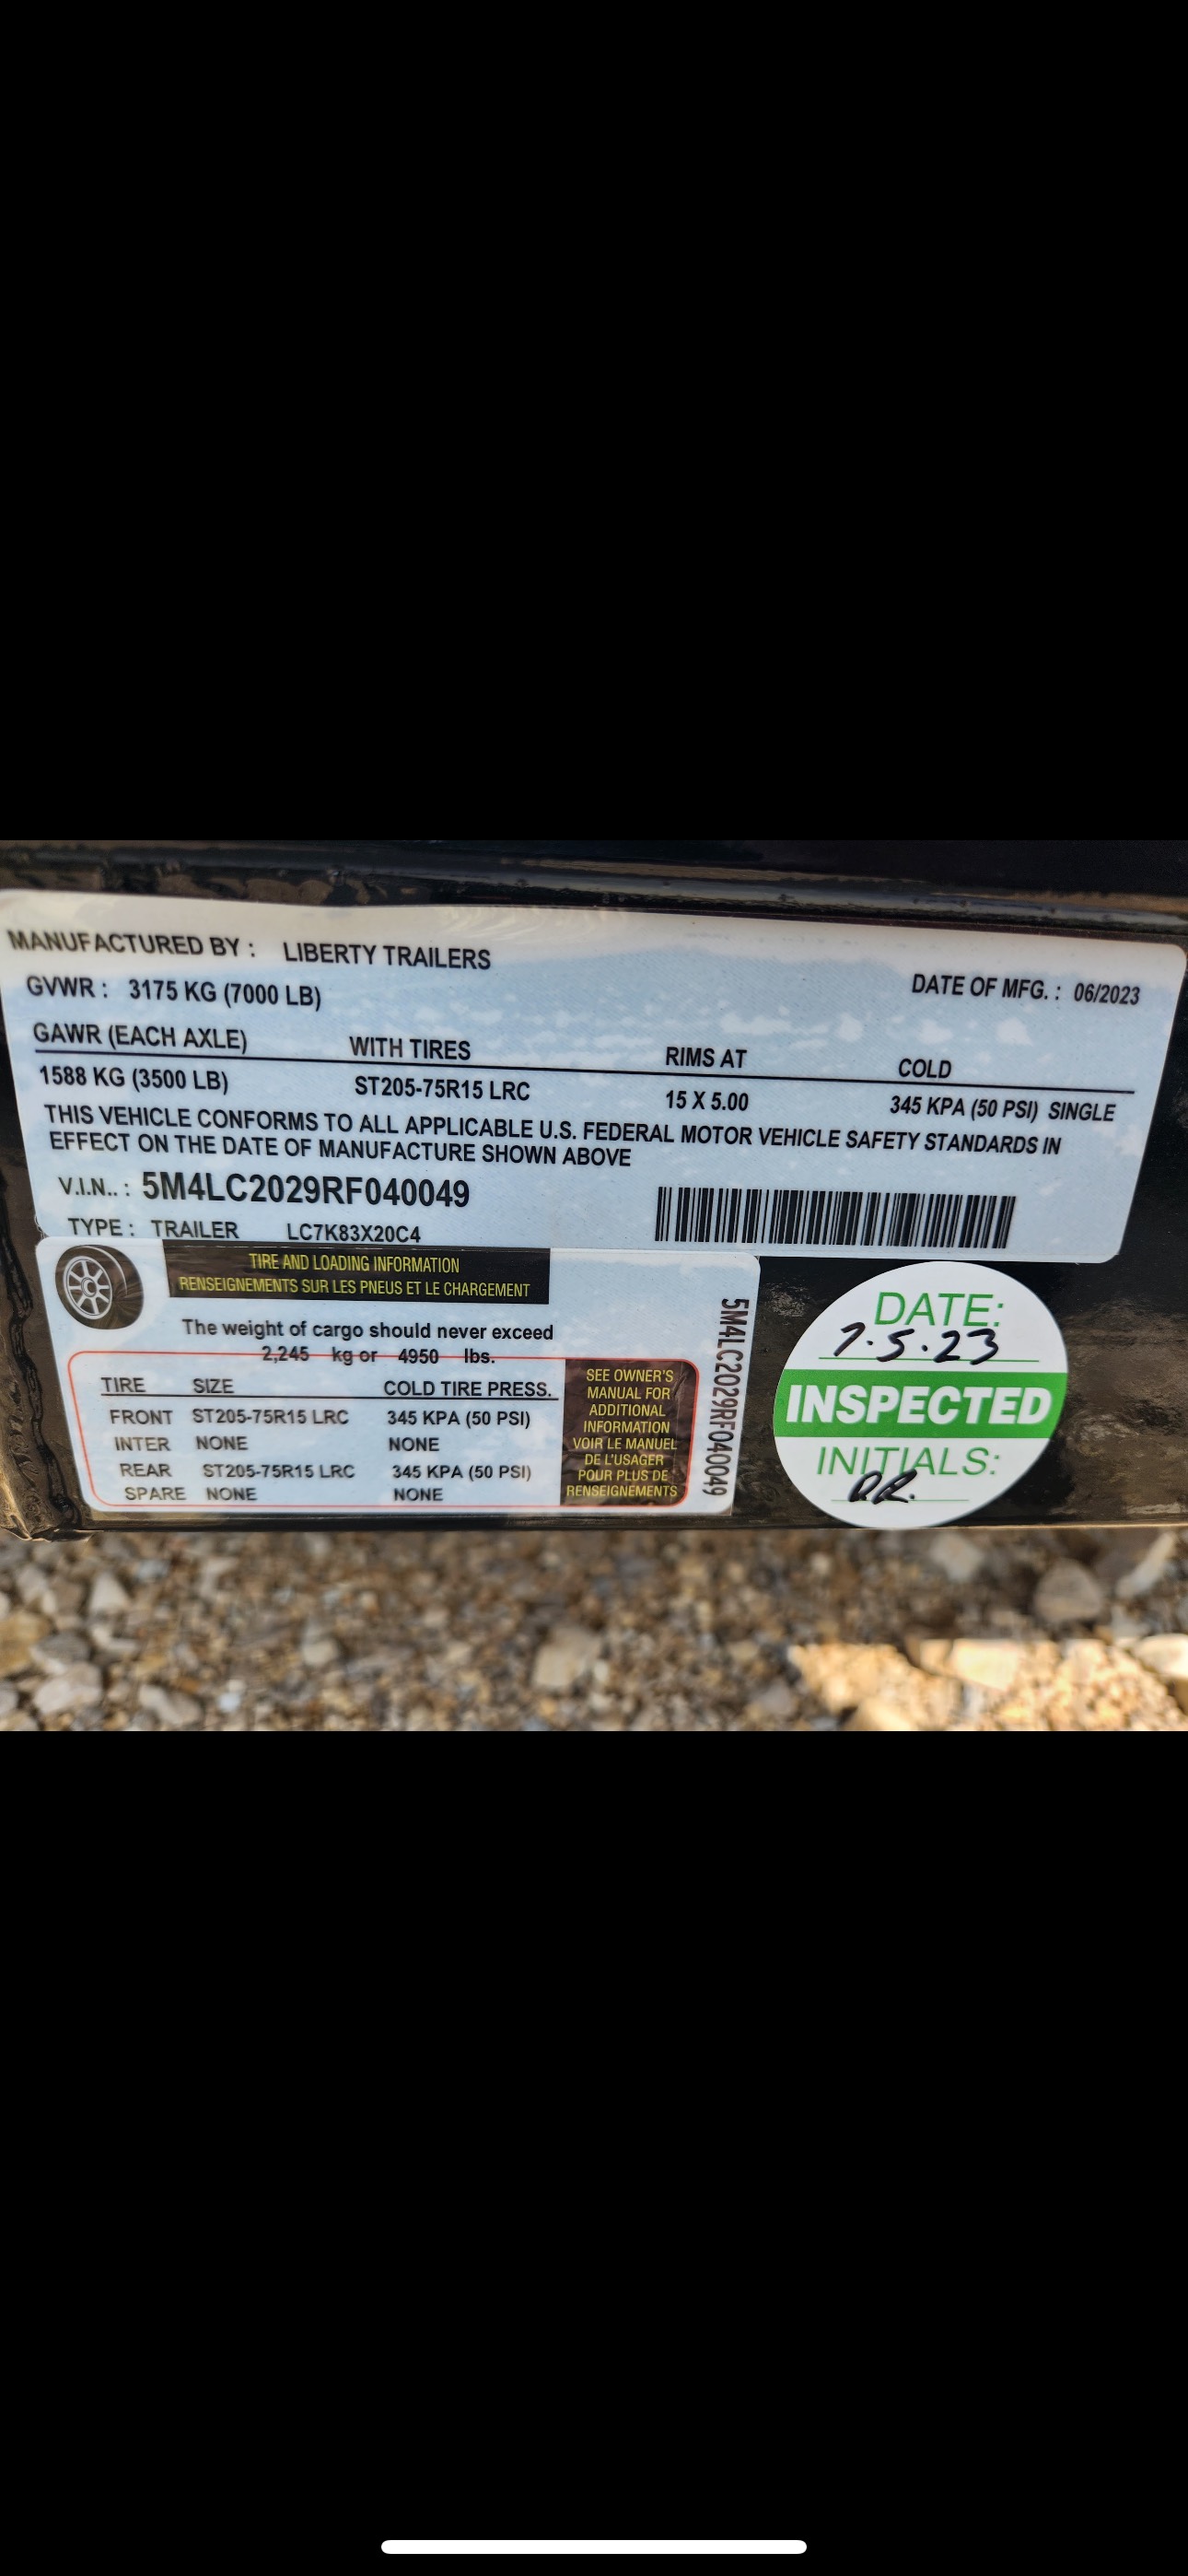 MANUFACTURED BY : LIBERTY TRAILERS
GVWR : 3175 KG (7000 LB) DATE OF MFG. : 06/2023
GAWR (EACH AXLE) WITH TIRES RIMS AT COLD
1588 KG (3500 LB) ST205-75R15 LRC 15 X 5.00 345 KPA (50 PSI) SINGLE
THIS VEHICLE CONFORMS TO ALL APPLICABLE U.S. FEDERAL MOTOR VEHICLE SAFETY STANDARDS IN
EFFECT ON THE DATE OF MANUFACTURE SHOWN ABOVE
V.I.N.. : 5M4LC2029RF040049
TYPE : TRAILER LC7K83X20C4
TIRE AND LOADING INFORMATION
RENSEIGNEMENTS SUR LES PNEUS ET LE CHARGEMENT
The weight of cargo should never exceed
2,245 kg or 4950 lbs.
TIRE SIZE COLD TIRE PRESS.
FRONT ST205-75R15 LRC 345 KPA (50 PSI)
INTER NONE NONE
REAR ST205-75R15 LRC 345 KPA (50 PSI)
SPARE NONE NONE
SEE OWNER'S
MANUAL FOR
ADDITIONAL
INFORMATION
VOIR LE MANUEL
DE L'USAGER
POUR PLUS DE
RENSEIGNEMENTS
5M4LC2029RF040049
DATE:
7.5.23
INSPECTED
INITIALS:
D.R.